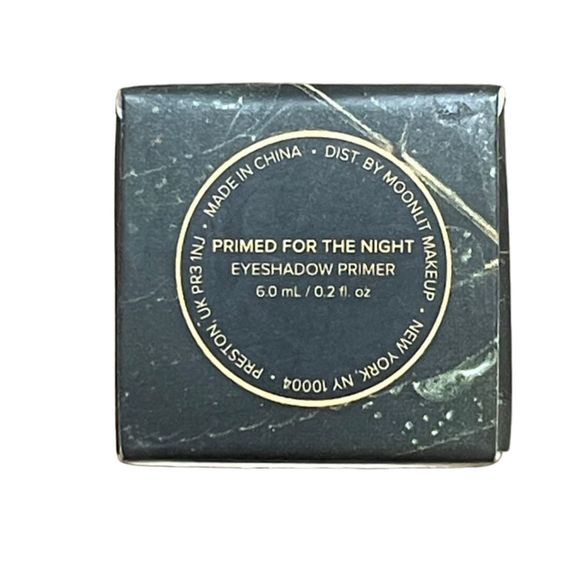 MADE IN CHINA • DIST. BY MOONLIT MAKEUP • NEW YORK, NY 10004 • PRESTON, UK PR3 1NJ •
PRIMED FOR THE NIGHT
EYESHADOW PRIMER
6.0 mL / 0.2 fl. oz